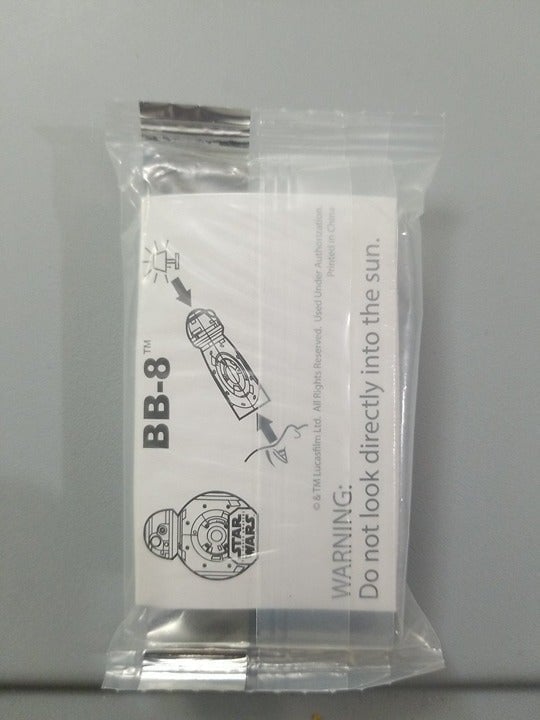 BB-8™
STAR
WARS
© & TM Lucasfilm Ltd. All Rights Reserved. Used Under Authorization.
Printed in China
WARNING:
Do not look directly into the sun.